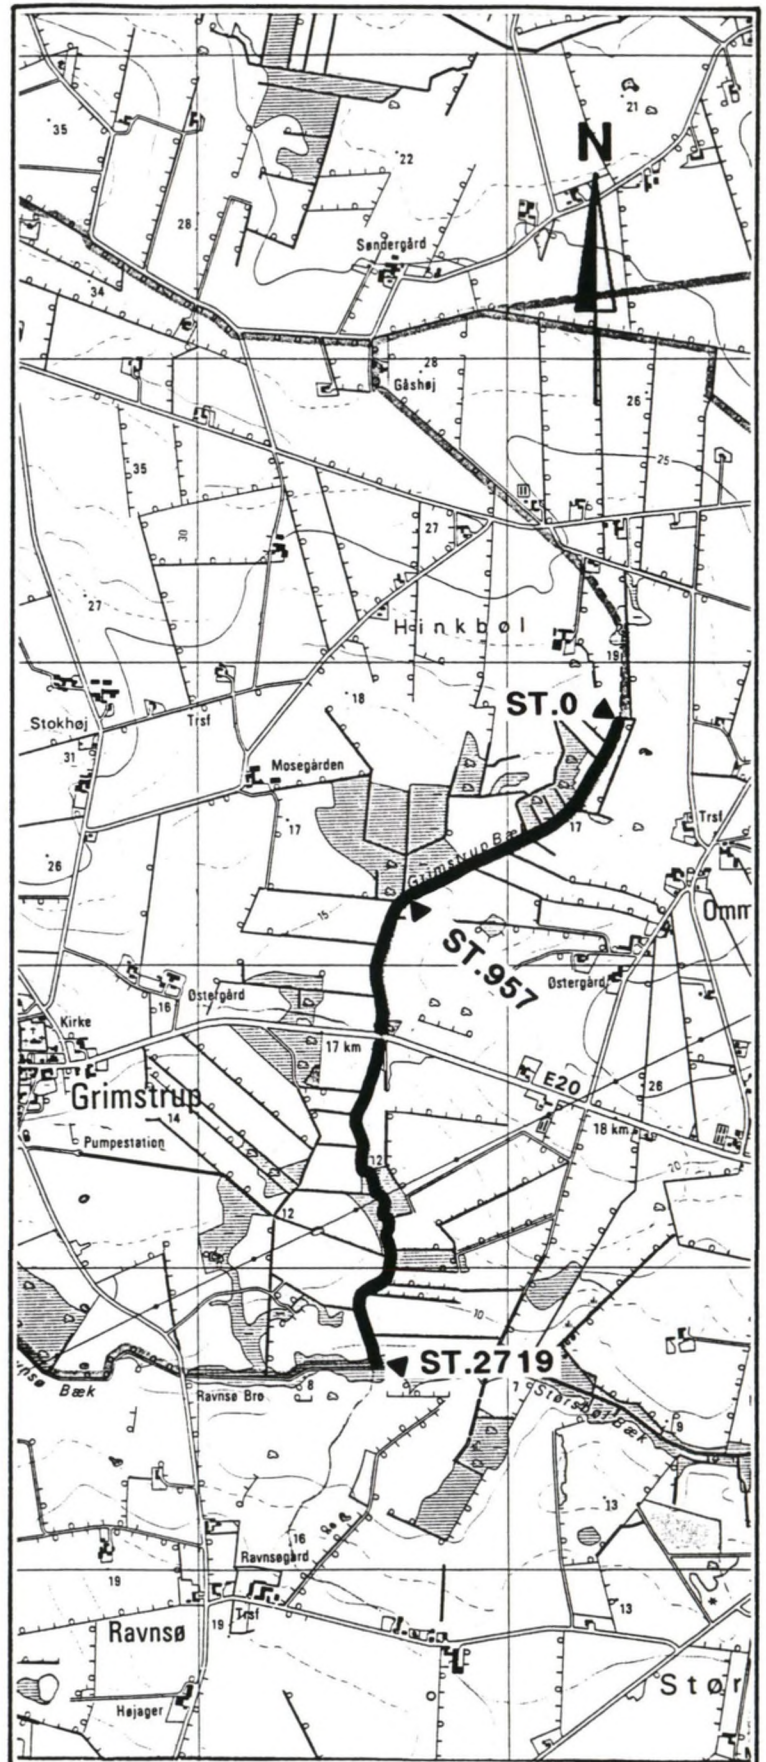 21
35
22
N
28
Søndergård
34
28
Gåshøj
26
35
25
27
30
27
Hinkbøl
19
18
ST.0
Stokhøj
Trsf
31
Mosegården
17
17
Trsf
26
Grimstrup Bæk
15
Omm
ST.957
Østergård
Østergård
16
Kirke
17 km
E20
Grimstrup
26
14
18 km
Pumpestation
12
20
12
10
ST.2719
Bæk
Ravnsø Bro
8
7
Størsbøl Bæk
9
13
16
Ravnsøgård
19
Trsf
13
19
Ravnsø
Stør
Højager